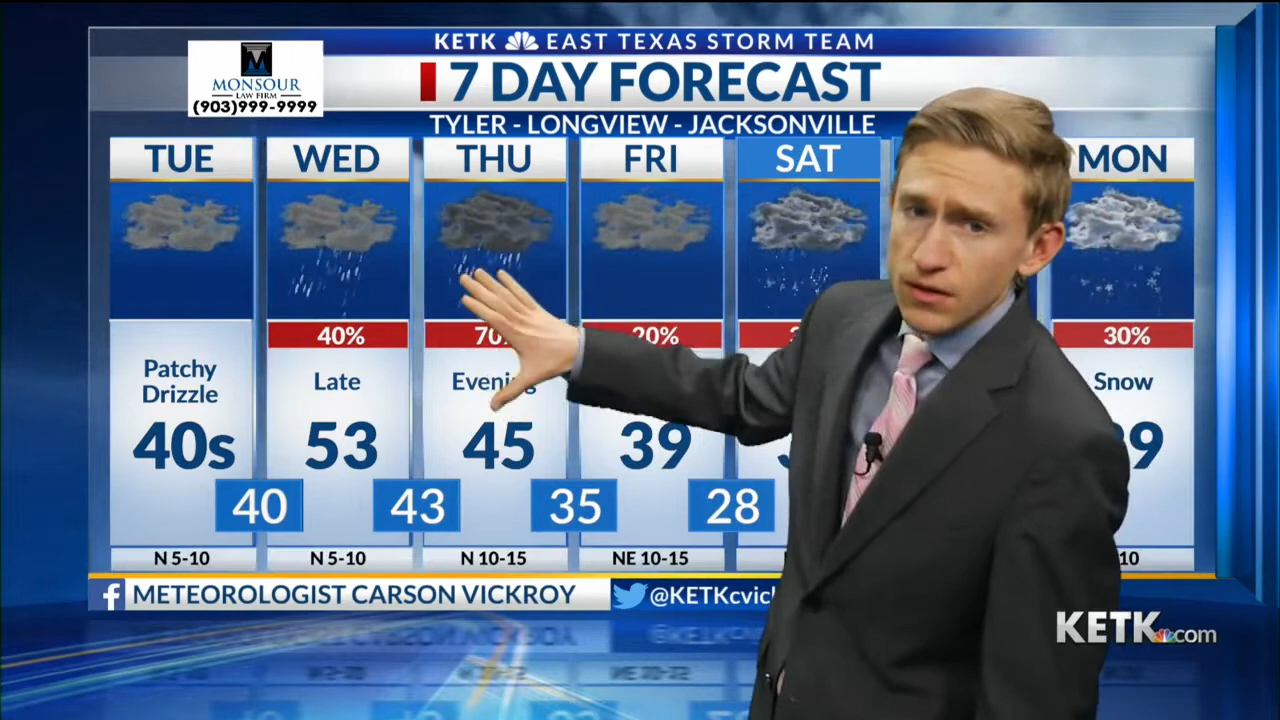 KETK EAST TEXAS STORM TEAM
MONSOUR
LAW FIRM
(903)999-9999
7 DAY FORECAST
TYLER - LONGVIEW - JACKSONVILLE
TUE WED THU FRI SAT MON
40% 20% 30%
Patchy
Drizzle
Late Snow
40s 53 45 39
40 43 35 28
N 5-10 N 5-10 N 10-15 NE 10-15
METEOROLOGIST CARSON VICKROY
KETK.com